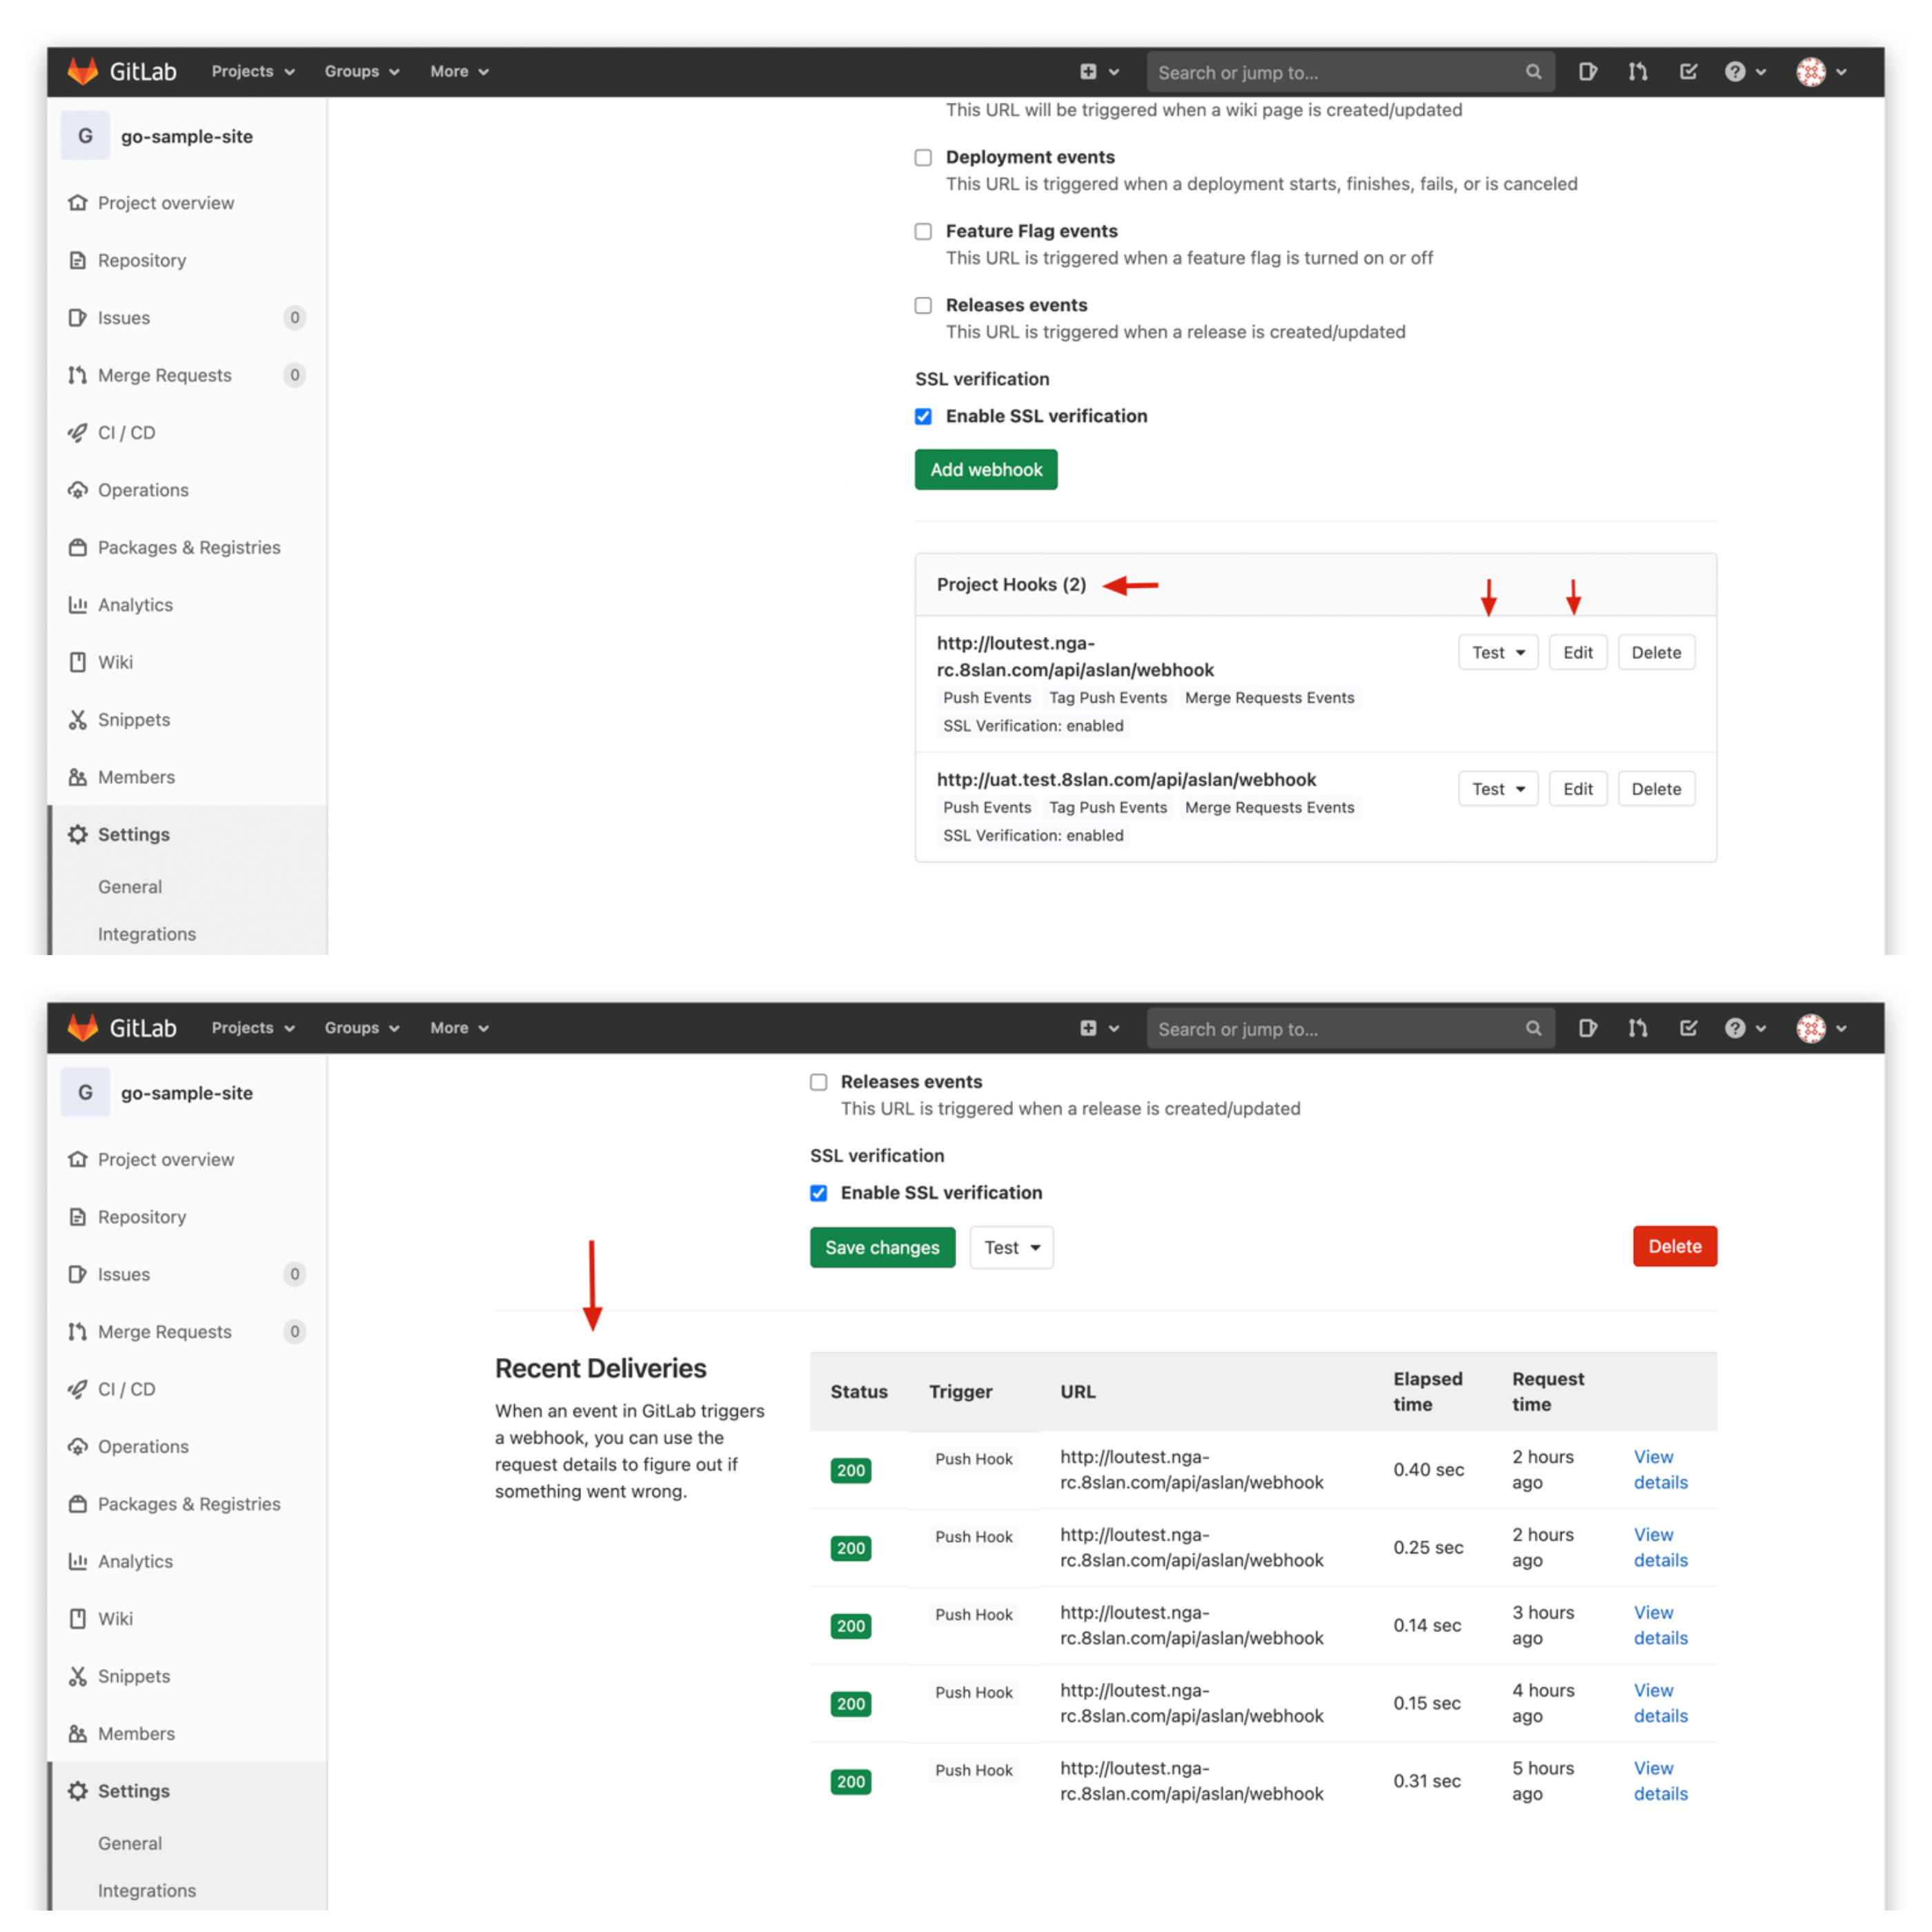 GitLab Projects Groups More Search or jump to...
G go-sample-site
Project overview
Repository
Issues 0
Merge Requests 0
CI / CD
Operations
Packages & Registries
Analytics
Wiki
Snippets
Members
Settings
General
Integrations
This URL will be triggered when a wiki page is created/updated
Deployment events
This URL is triggered when a deployment starts, finishes, fails, or is canceled
Feature Flag events
This URL is triggered when a feature flag is turned on or off
Releases events
This URL is triggered when a release is created/updated
SSL verification
Enable SSL verification
Add webhook
Project Hooks (2)
http://loutest.nga-
rc.8slan.com/api/aslan/webhook
Test Edit Delete
Push Events Tag Push Events Merge Requests Events
SSL Verification: enabled
http://uat.test.8slan.com/api/aslan/webhook
Test Edit Delete
Push Events Tag Push Events Merge Requests Events
SSL Verification: enabled
GitLab Projects Groups More Search or jump to...
G go-sample-site
Project overview
Repository
Issues 0
Merge Requests 0
CI / CD
Operations
Packages & Registries
Analytics
Wiki
Snippets
Members
Settings
General
Integrations
Releases events
This URL is triggered when a release is created/updated
SSL verification
Enable SSL verification
Save changes Test Delete
Recent Deliveries
When an event in GitLab triggers
a webhook, you can use the
request details to figure out if
something went wrong.
Status Trigger URL Elapsed time Request time
200 Push Hook http://loutest.nga-
rc.8slan.com/api/aslan/webhook 0.40 sec 2 hours ago View details
200 Push Hook http://loutest.nga-
rc.8slan.com/api/aslan/webhook 0.25 sec 2 hours ago View details
200 Push Hook http://loutest.nga-
rc.8slan.com/api/aslan/webhook 0.14 sec 3 hours ago View details
200 Push Hook http://loutest.nga-
rc.8slan.com/api/aslan/webhook 0.15 sec 4 hours ago View details
200 Push Hook http://loutest.nga-
rc.8slan.com/api/aslan/webhook 0.31 sec 5 hours ago View details